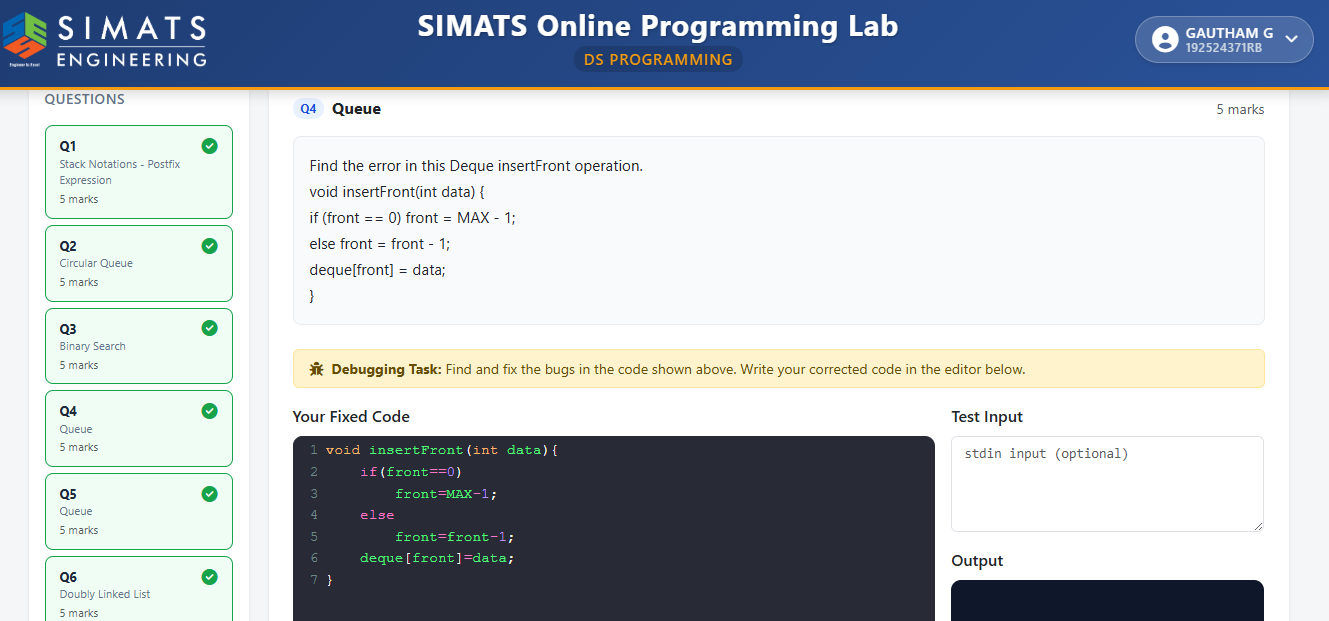 SIMATS
ENGINEERING
Engineer to Excel
SIMATS Online Programming Lab
DS PROGRAMMING
GAUTHAM G
192524371RB
QUESTIONS
Q1
Stack Notations - Postfix
Expression
5 marks
Q2
Circular Queue
5 marks
Q3
Binary Search
5 marks
Q4
Queue
5 marks
Q5
Queue
5 marks
Q6
Doubly Linked List
5 marks
Q4 Queue
5 marks
Find the error in this Deque insertFront operation.
void insertFront(int data) {
if (front == 0) front = MAX - 1;
else front = front - 1;
deque[front] = data;
}
Debugging Task: Find and fix the bugs in the code shown above. Write your corrected code in the editor below.
Your Fixed Code
1 void insertFront(int data){
2     if(front==0)
3         front=MAX-1;
4     else
5         front=front-1;
6     deque[front]=data;
7 }
Test Input
stdin input (optional)
Output